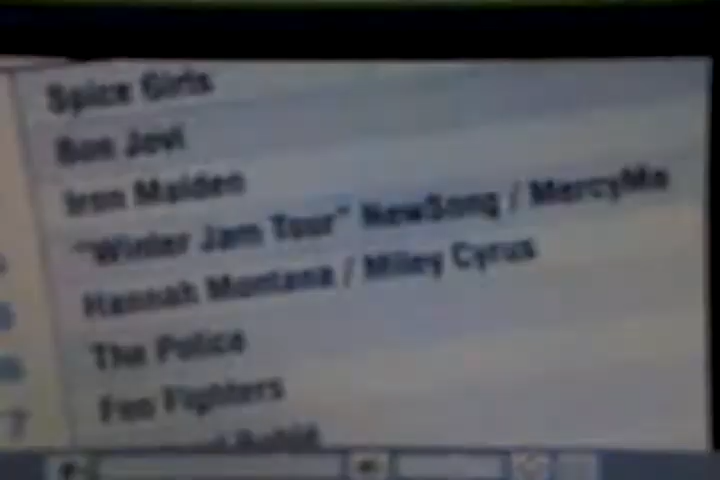 Spice Girls
Bon Jovi
Iron Maiden
"Winter Jam Tour" NewSong / MercyMe
Hannah Montana / Miley Cyrus
The Police
Foo Fighters
7